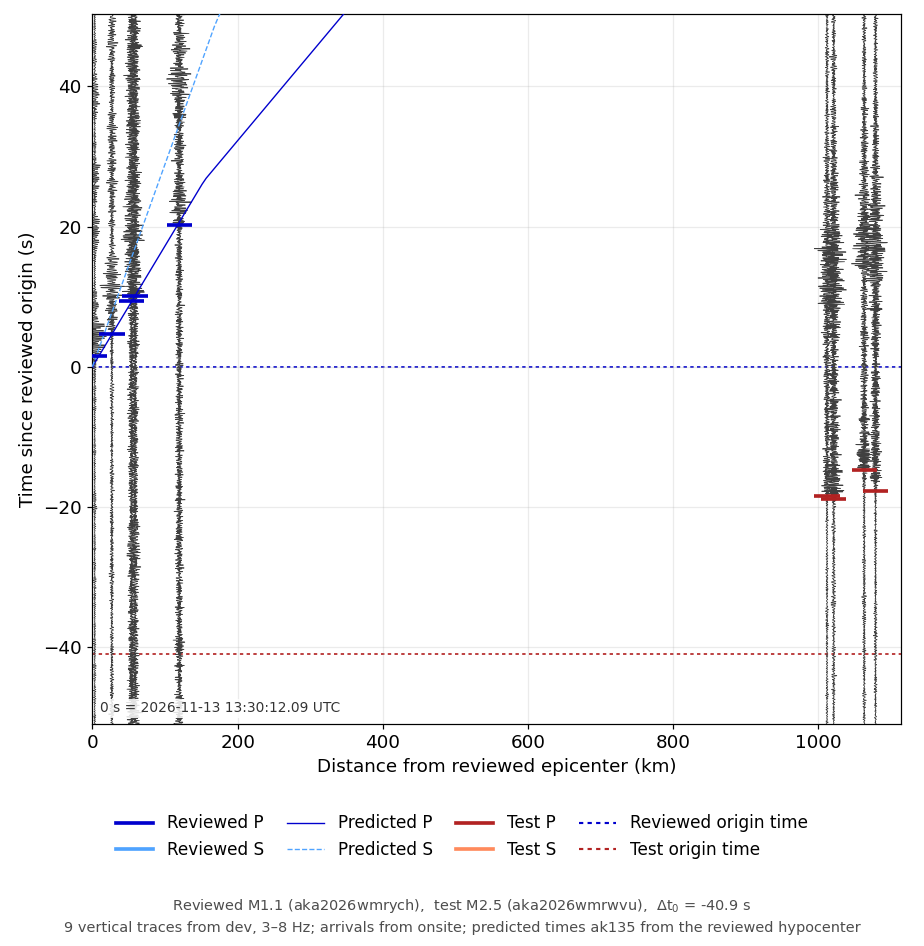 Time since reviewed origin (s)
40
20
0
−20
−40
0 s = 2026-11-13 13:30:12.09 UTC
0 200 400 600 800 1000
Distance from reviewed epicenter (km)
Reviewed P Predicted P Test P Reviewed origin time
Reviewed S Predicted S Test S Test origin time
Reviewed M1.1 (aka2026wmrych), test M2.5 (aka2026wmrwvu), Δt0 = -40.9 s
9 vertical traces from dev, 3–8 Hz; arrivals from onsite; predicted times ak135 from the reviewed hypocenter